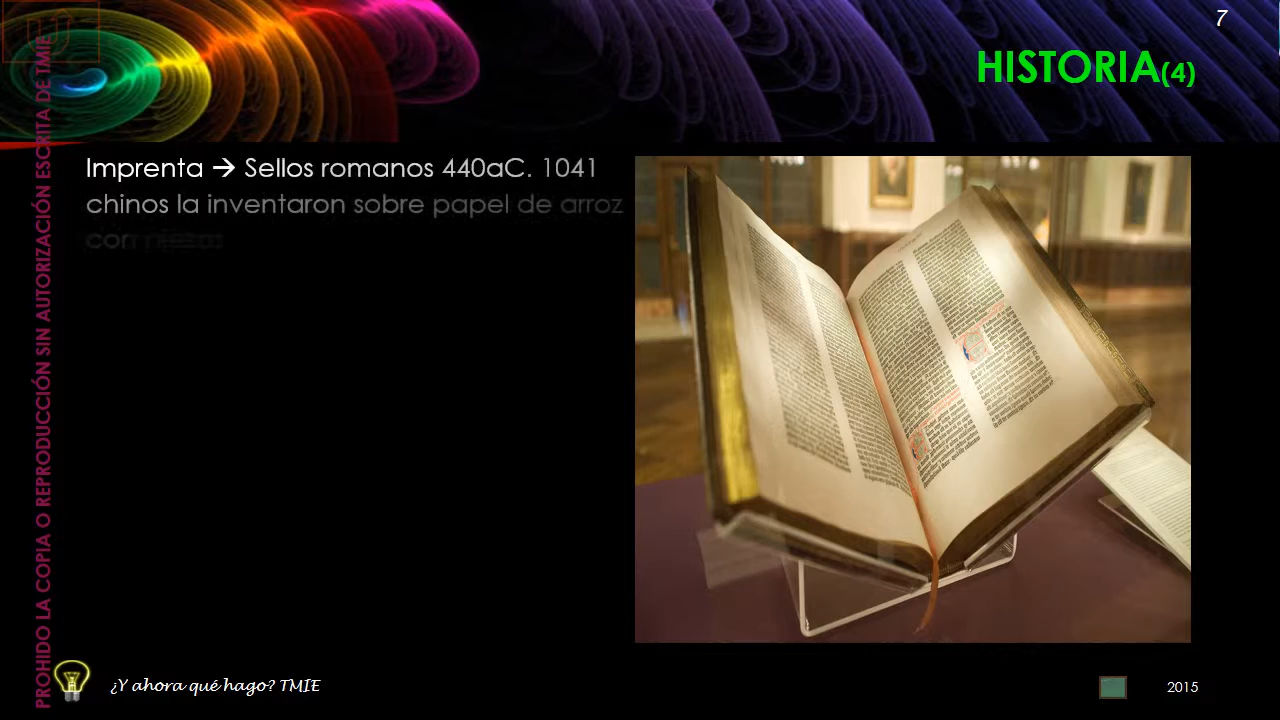 7
HISTORIA(4)
Imprenta → Sellos romanos 440aC. 1041
chinos la inventaron sobre papel de arroz
con
PROHIDO LA COPIA O REPRODUCCIÓN SIN AUTORIZACIÓN ESCRITA DE TMIE
¿Y ahora qué hago? TMIE
2015